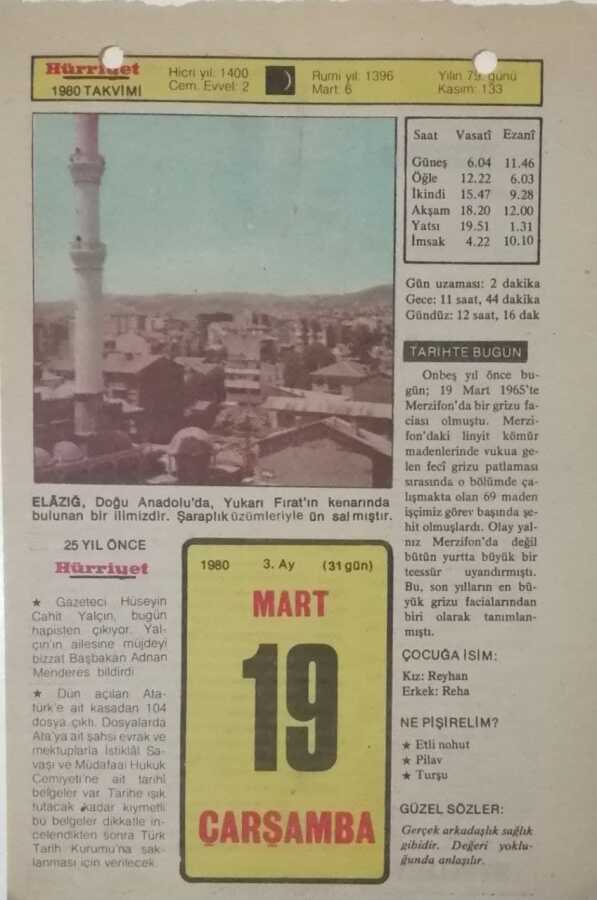 Hürriyet
1980 TAKVİMİ
Hicri yıl: 1400
Cem. Evvel: 2
Rumi yıl: 1396
Mart: 6
Yılın 79. günü
Kasım: 133
Saat Vasatî Ezanî
Güneş 6.04 11.46
Öğle 12.22 6.03
İkindi 15.47 9.28
Akşam 18.20 12.00
Yatsı 19.51 1.31
İmsak 4.22 10.10
Gün uzaması: 2 dakika
Gece: 11 saat, 44 dakika
Gündüz: 12 saat, 16 dak
TARİHTE BUGÜN
Onbeş yıl önce bu-
gün; 19 Mart 1965'te
Merzifon'da bir grizu fa-
ciası olmuştu. Merzi-
fon'daki linyit kömür
madenlerinde vukua ge-
len fecî grizu patlaması
sırasında o bölümde ça-
lışmakta olan 69 maden
işçimiz görev başında şe-
hit olmuşlardı. Olay yal-
nız Merzifon'da değil
bütün yurtta büyük bir
teessür uyandırmıştı.
Bu, son yılların en bü-
yük grizu facialarından
biri olarak tanımlan-
mıştı.
ÇOCUĞA İSİM:
Kız: Reyhan
Erkek: Reha
NE PİŞİRELİM?
★ Etli nohut
★ Pilav
★ Turşu
GÜZEL SÖZLER:
Gerçek arkadaşlık sağlık
gibidir. Değeri yoklu-
ğunda anlaşılır.
ELÂZIĞ, Doğu Anadolu'da, Yukarı Fırat'ın kenarında
bulunan bir ilimizdir. Şaraplık üzümleriyle ün salmıştır.
25 YIL ÖNCE
Hürriyet
★ Gazeteci Hüseyin
Cahit Yalçın, bugün
hapisten çıkıyor. Yal-
çın'ın ailesine müjdeyi
bizzat Başbakan Adnan
Menderes bildirdi
★ Dün açılan Ata-
türk'e ait kasadan 104
dosya çıktı. Dosyalarda
Ata'ya ait şahsi evrak ve
mektuplarla İstiklâl Sa-
vaşı ve Müdafaai Hukuk
Cemiyeti'ne ait tarihî
belgeler var. Tarihe ışık
tutacak kadar kıymetli
bu belgeler dikkatle in-
celendikten sonra Türk
Tarih Kurumu'na sak-
lanması için verilecek.
1980 3. Ay (31 gün)
MART
19
ÇARŞAMBA